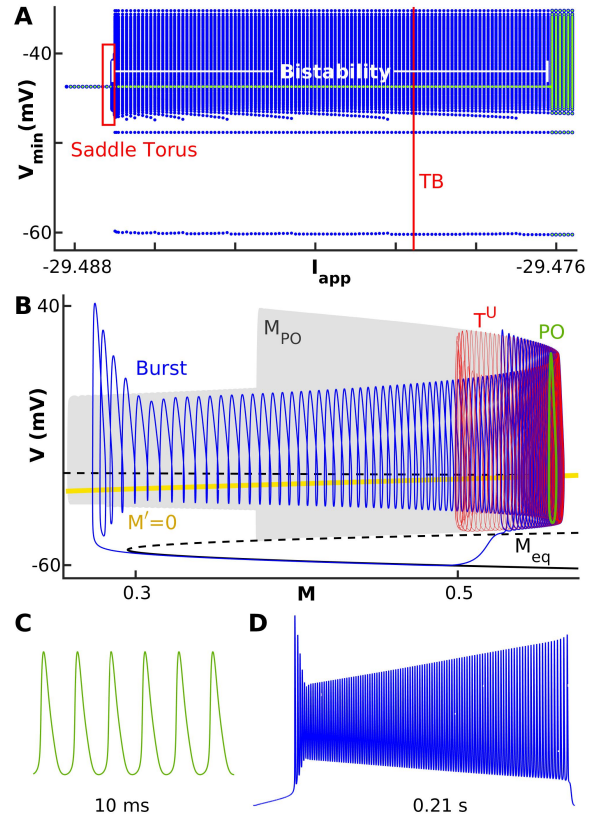 A
-40
V_min (mV)
Bistability
Saddle Torus
TB
-60
-29.488
I_app
-29.476
B
40
M_PO
T^U
PO
Burst
V (mV)
M'=0
M_eq
-60
0.3
M
0.5
C
D
10 ms
0.21 s